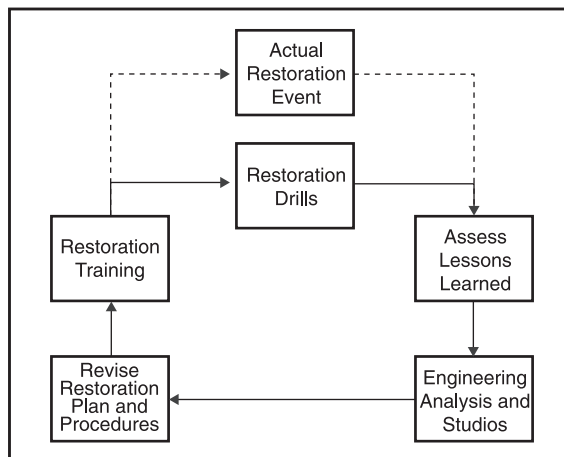 Actual
Restoration
Event
Restoration
Drills
Restoration
Training
Assess
Lessons
Learned
Revise
Restoration
Plan and
Procedures
Engineering
Analysis and
Studios